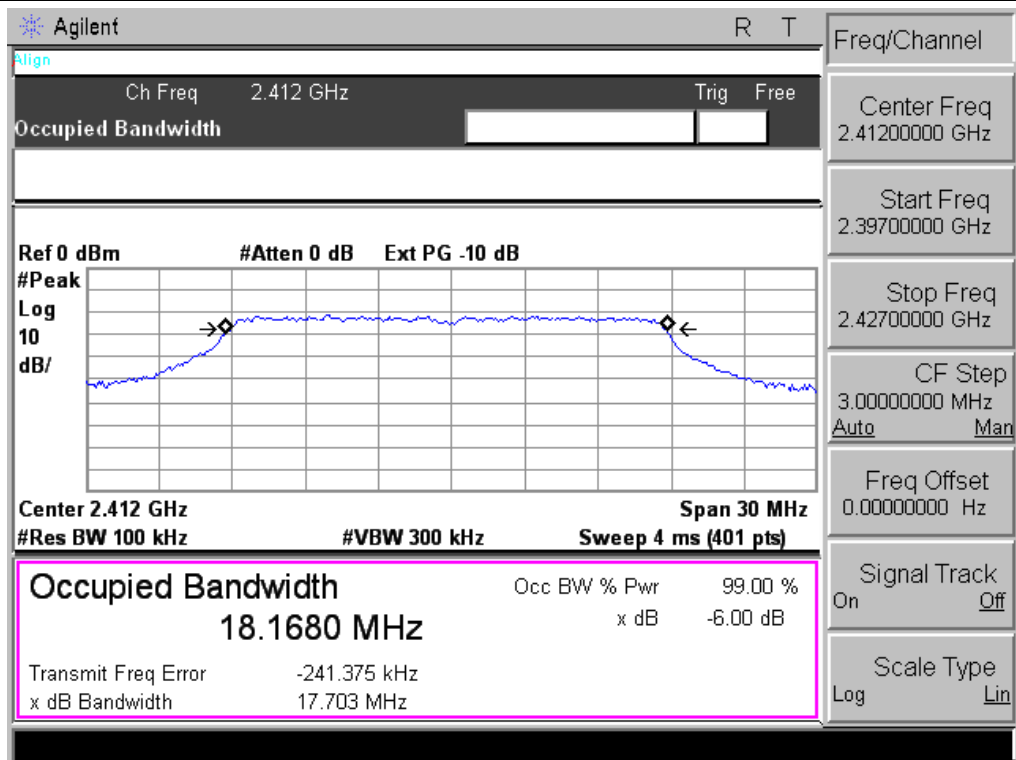 Agilent R T
Align
Ch Freq 2.412 GHz Trig Free
Occupied Bandwidth
Ref 0 dBm #Atten 0 dB Ext PG -10 dB
#Peak
Log
10
dB/
Center 2.412 GHz Span 30 MHz
#Res BW 100 kHz #VBW 300 kHz Sweep 4 ms (401 pts)
Occupied Bandwidth Occ BW % Pwr 99.00 %
18.1680 MHz x dB -6.00 dB
Transmit Freq Error -241.375 kHz
x dB Bandwidth 17.703 MHz
Freq/Channel
Center Freq
2.41200000 GHz
Start Freq
2.39700000 GHz
Stop Freq
2.42700000 GHz
CF Step
3.00000000 MHz
Auto Man
Freq Offset
0.00000000 Hz
Signal Track
On Off
Scale Type
Log Lin